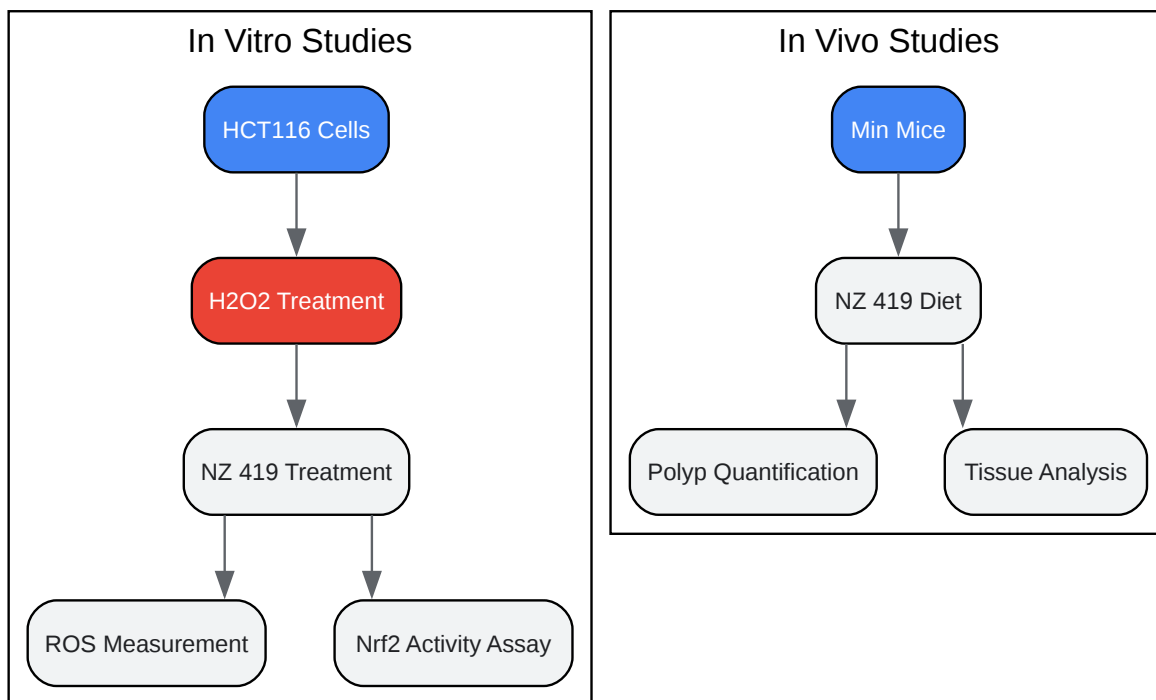 In Vitro Studies
HCT116 Cells
H2O2 Treatment
NZ 419 Treatment
ROS Measurement
Nrf2 Activity Assay
In Vivo Studies
Min Mice
NZ 419 Diet
Polyp Quantification
Tissue Analysis